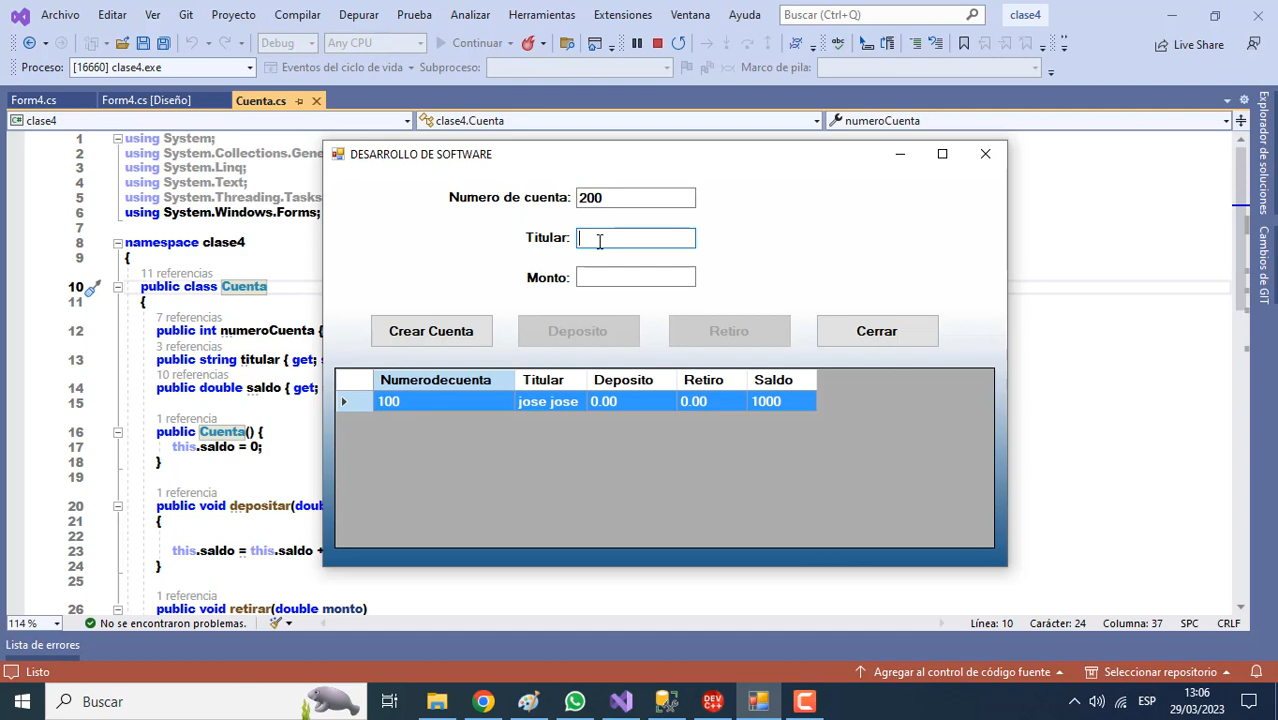 Archivo Editar Ver Git Proyecto Compilar Depurar Prueba Analizar Herramientas Extensiones Ventana Ayuda Buscar (Ctrl+Q) clase4
Debug Any CPU Continuar Live Share
Proceso: [16660] clase4.exe Eventos del ciclo de vida Subproceso: Marco de pila:
Form4.cs Form4.cs [Diseño] Cuenta.cs
clase4 clase4.Cuenta numeroCuenta
1 using System;
2 using System.Collections.Gene
3 using System.Linq;
4 using System.Text;
5 using System.Threading.Tasks
6 using System.Windows.Forms;
7
8 namespace clase4
9 {
11 referencias
10 public class Cuenta
11 {
7 referencias
12 public int numeroCuenta {
3 referencias
13 public string titular { get; s
10 referencias
14 public double saldo { get;
15
1 referencia
16 public Cuenta() {
17 this.saldo = 0;
18 }
19
1 referencia
20 public void depositar(dou
21 {
22
23 this.saldo = this.saldo +
24 }
25
1 referencia
26 public void retirar(double monto)
DESARROLLO DE SOFTWARE
Numero de cuenta: 200
Titular:
Monto:
Crear Cuenta Deposito Retiro Cerrar
Numerodecuenta Titular Deposito Retiro Saldo
100 jose jose 0.00 0.00 1000
Explorador de soluciones
Cambios de GIT
114 % No se encontraron problemas. Línea: 10 Carácter: 24 Columna: 37 SPC CRLF
Lista de errores
Listo Agregar al control de código fuente Seleccionar repositorio
Buscar DEV C++ ESP 13:06
29/03/2023